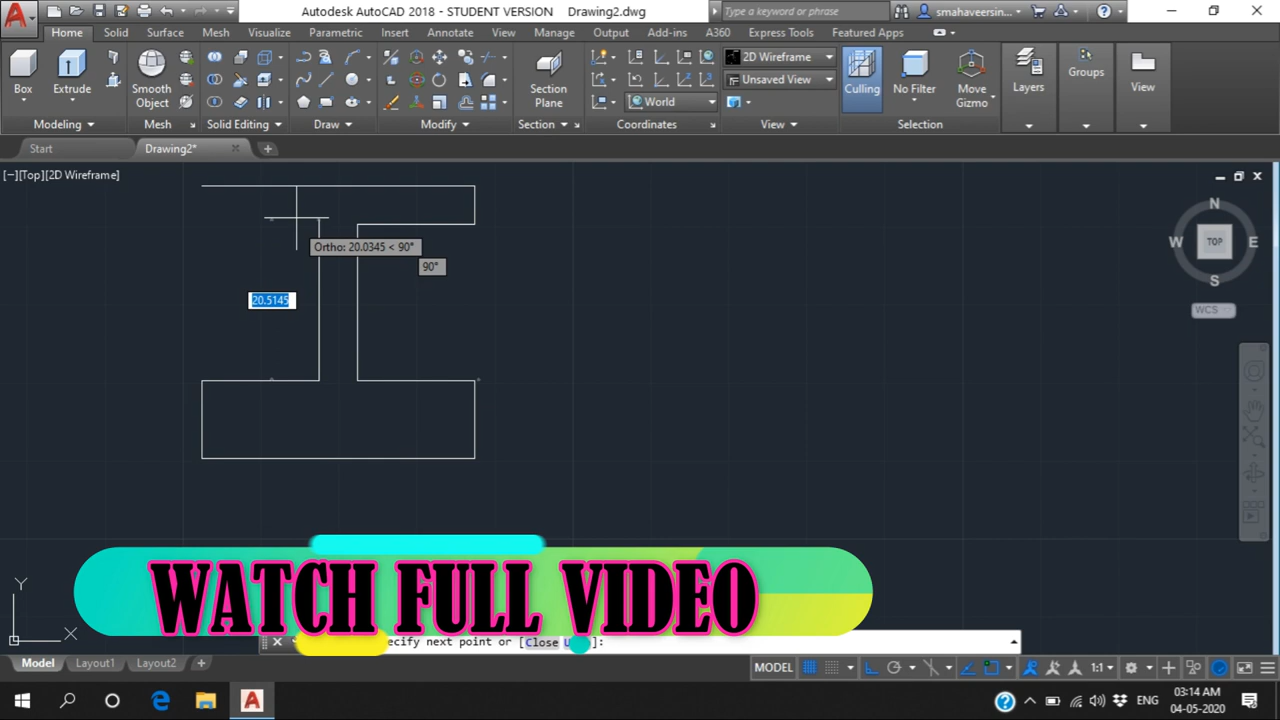 Autodesk AutoCAD 2018 - STUDENT VERSION Drawing2.dwg
Type a keyword or phrase
smahaveersin...
Home Solid Surface Mesh Visualize Parametric Insert Annotate View Manage Output Add-ins A360 Express Tools Featured Apps
2D Wireframe
Unsaved View
World
Box Extrude Smooth Object Section Plane Culling No Filter Move Gizmo Layers Groups View
Modeling Mesh Solid Editing Draw Modify Section Coordinates View Selection
Start Drawing2*
[−][Top][2D Wireframe]
N
W TOP E
S
WCS
Ortho: 20.0345 < 90°
90°
20.5145
WATCH FULL VIDEO
Y
X
ecify next point or [Close U ]:
Model Layout1 Layout2
MODEL 1:1
ENG
03:14 AM
04-05-2020